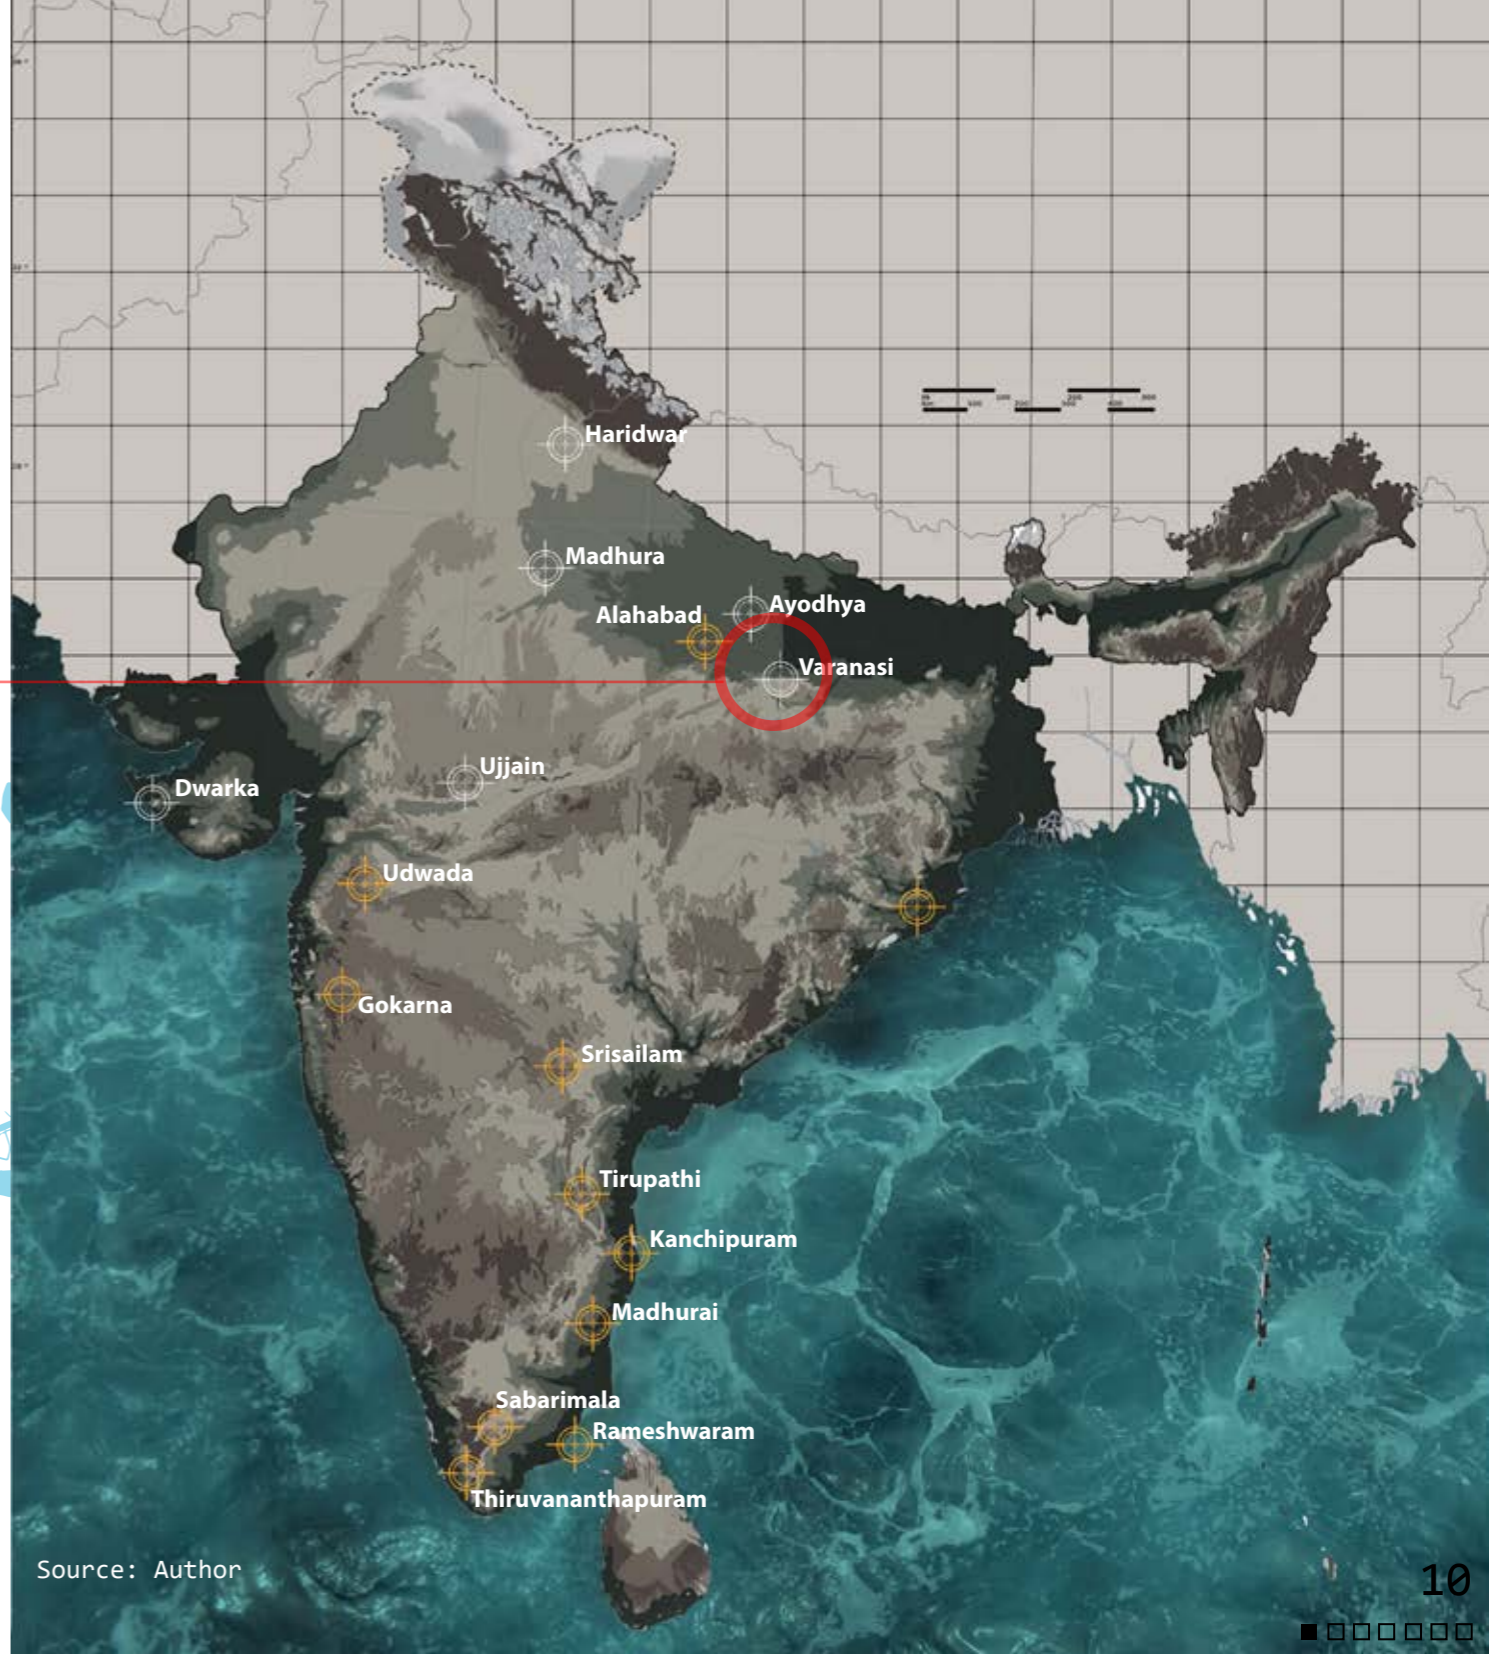 Haridwar
Madhura
Ayodhya
Alahabad
Varanasi
Ujjain
Dwarka
Udwada
Gokarna
Srisailam
Tirupathi
Kanchipuram
Madhurai
Sabarimala
Rameshwaram
Thiruvananthapuram
Source: Author
10